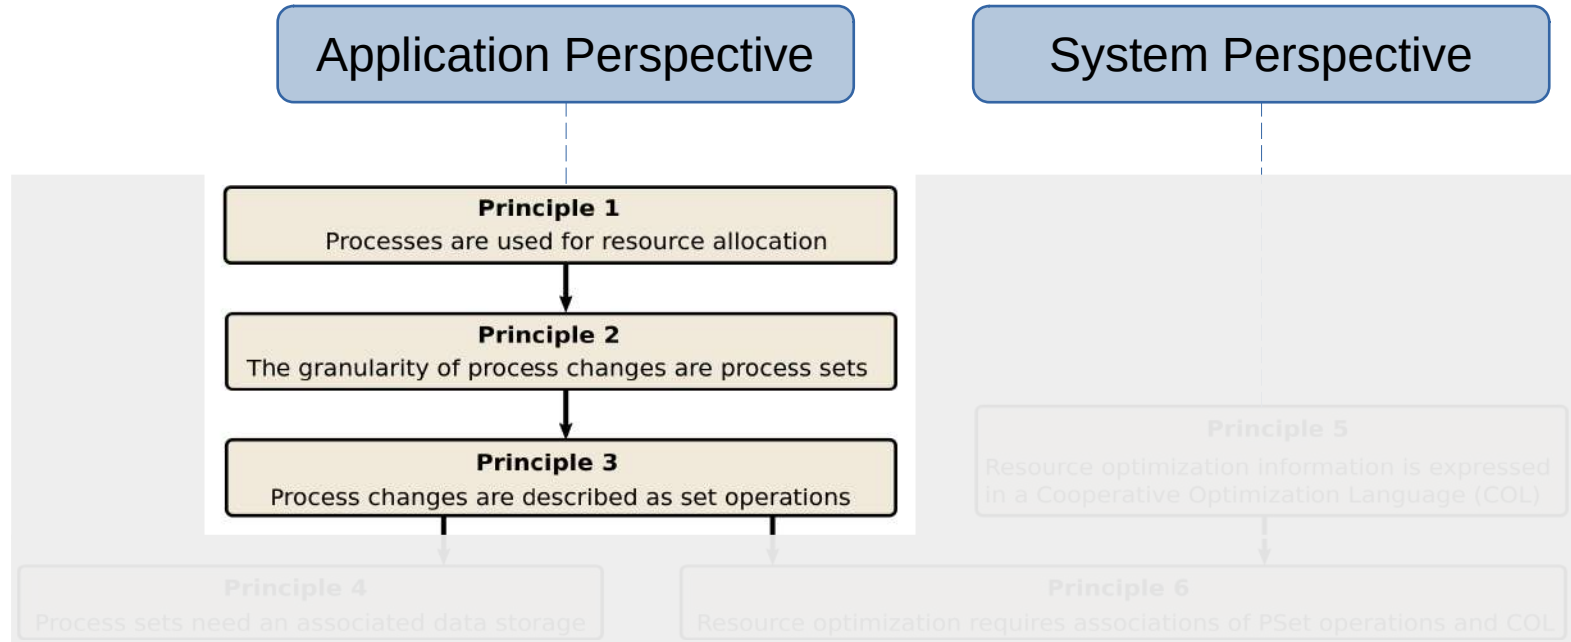 Application Perspective
System Perspective
Principle 1
Processes are used for resource allocation
Principle 2
The granularity of process changes are process sets
Principle 3
Process changes are described as set operations
Principle 5
Resource optimization information is expressed
in a Cooperative Optimization Language (COL)
Principle 4
Process sets need an associated data storage
Principle 6
Resource optimization requires associations of PSet operations and COL